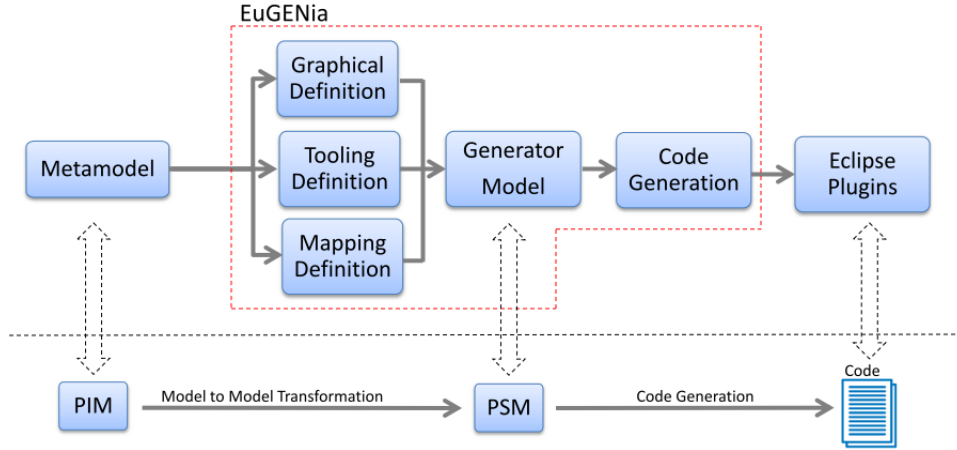 EuGENia
Graphical
Definition
Metamodel
Tooling
Definition
Generator
Model
Code
Generation
Eclipse
Plugins
Mapping
Definition
PIM
Model to Model Transformation
PSM
Code Generation
Code